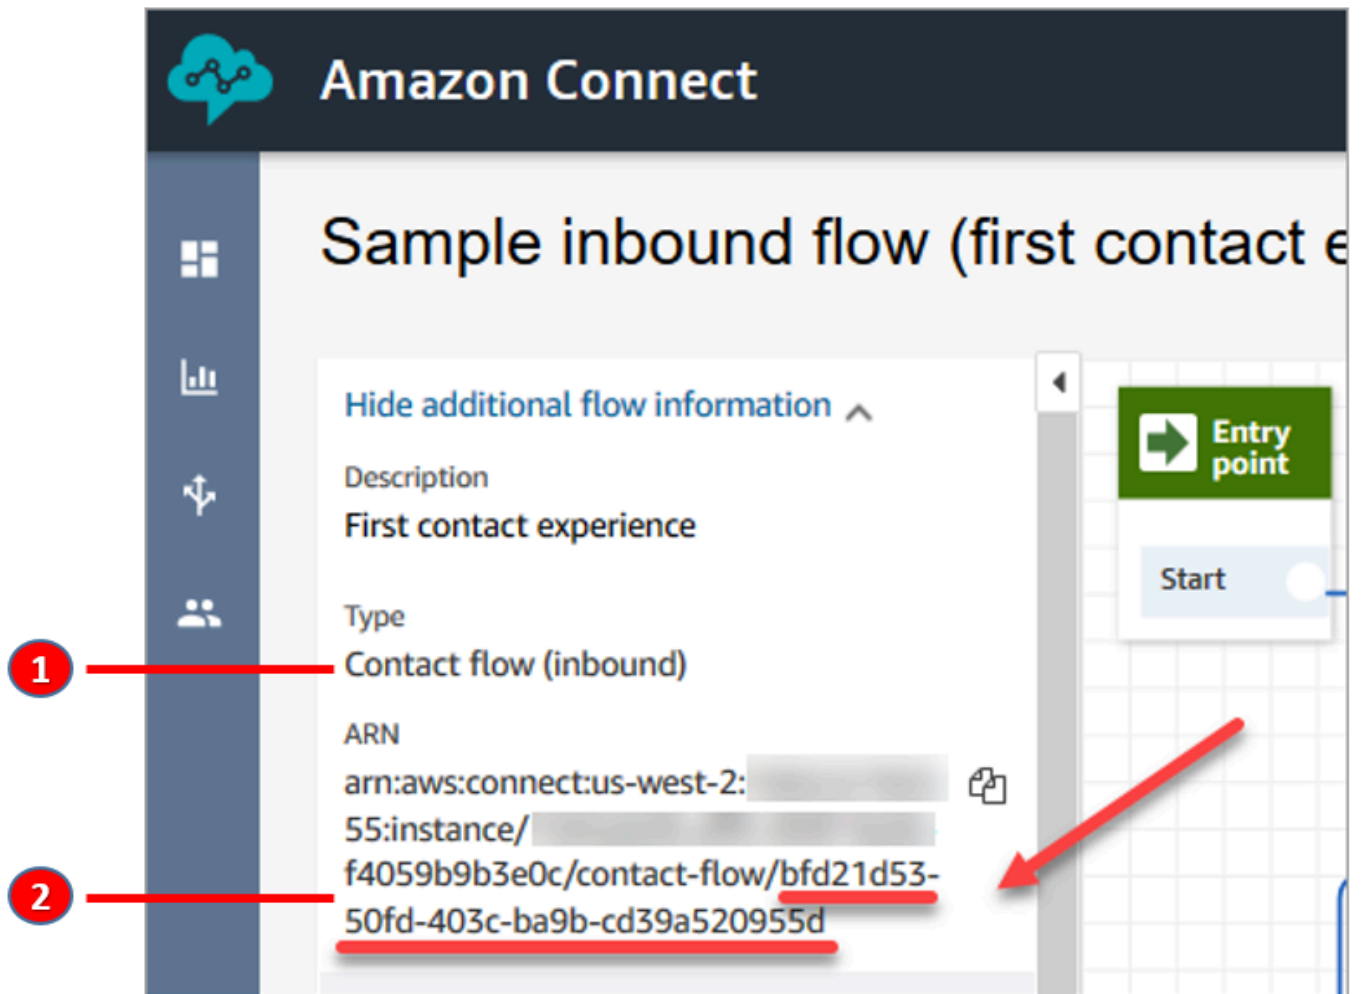 Amazon Connect
Sample inbound flow (first contact e
Hide additional flow information
Description
First contact experience
Type
1
Contact flow (inbound)
ARN
arn:aws:connect:us-west-2:
55:instance/
f4059b9b3e0c/contact-flow/bfd21d53-
2
50fd-403c-ba9b-cd39a520955d
Entry
point
Start